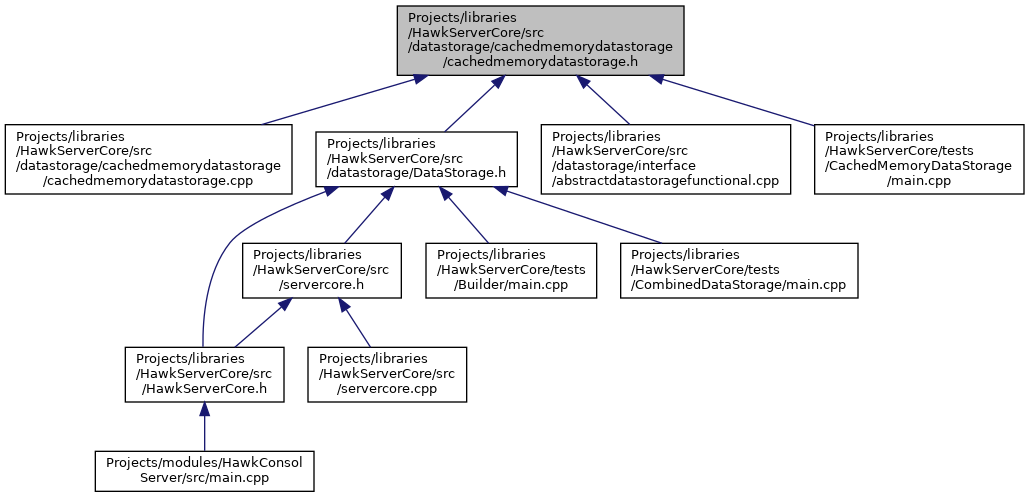 Projects/libraries
/HawkServerCore/src
/datastorage/cachedmemorydatastorage
/cachedmemorydatastorage.h
Projects/libraries
/HawkServerCore/src
/datastorage/cachedmemorydatastorage
/cachedmemorydatastorage.cpp
Projects/libraries
/HawkServerCore/src
/datastorage/DataStorage.h
Projects/libraries
/HawkServerCore/src
/datastorage/interface
/abstractdatastoragefunctional.cpp
Projects/libraries
/HawkServerCore/tests
/CachedMemoryDataStorage
/main.cpp
Projects/libraries
/HawkServerCore/src
/servercore.h
Projects/libraries
/HawkServerCore/tests
/Builder/main.cpp
Projects/libraries
/HawkServerCore/tests
/CombinedDataStorage/main.cpp
Projects/libraries
/HawkServerCore/src
/HawkServerCore.h
Projects/libraries
/HawkServerCore/src
/servercore.cpp
Projects/modules/HawkConsol
Server/src/main.cpp